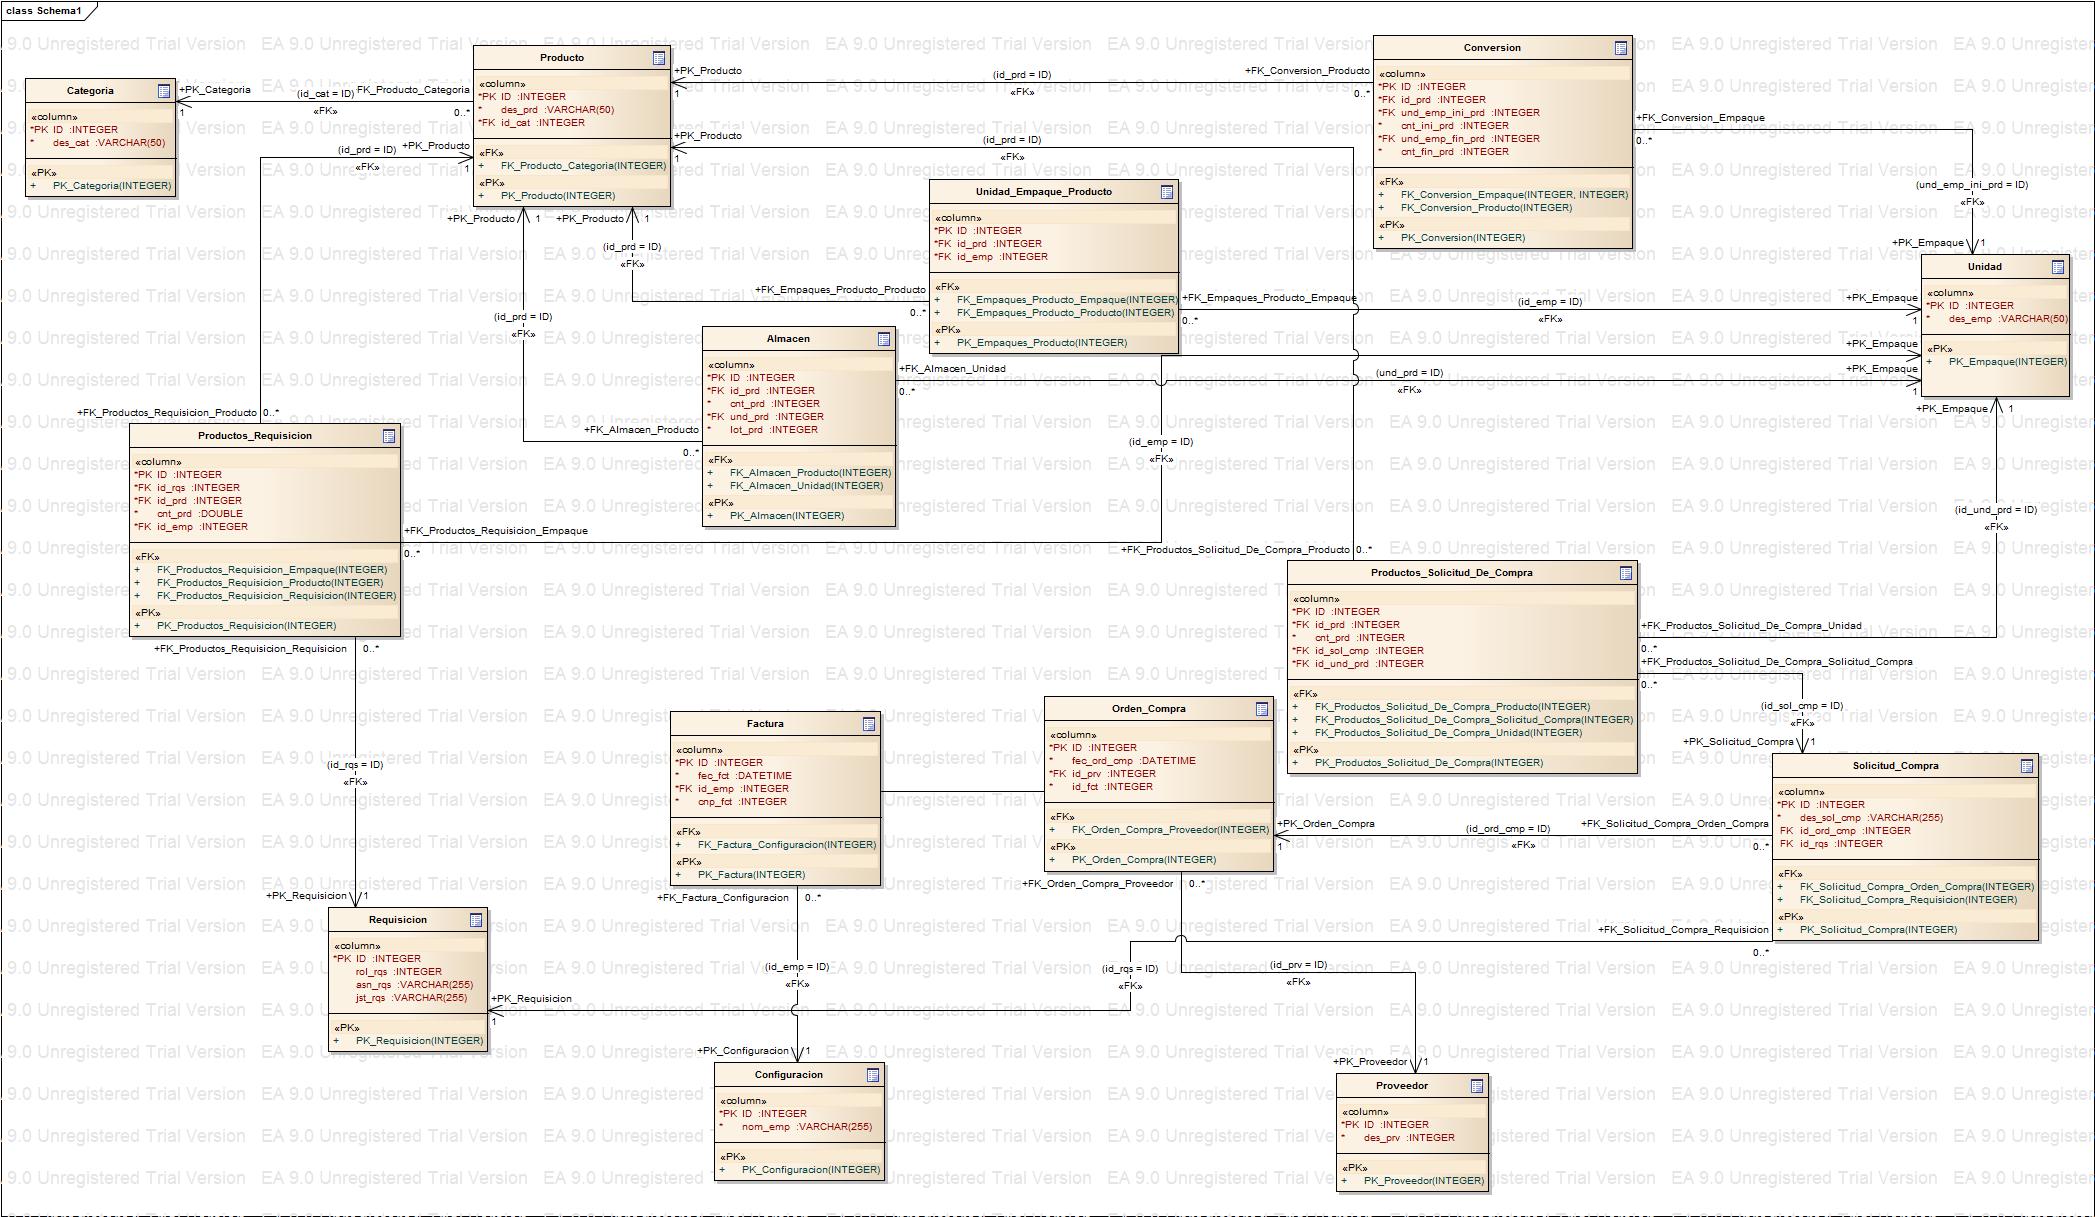 class Schema1
EA 9.0 Unregistered Trial Version
Categoria
«column»
*PK ID :INTEGER
* des_cat :VARCHAR(50)
«PK»
+ PK_Categoria(INTEGER)
+PK_Categoria
1
(id_cat = ID)
«FK»
FK_Producto_Categoria
0..*
Producto
«column»
*PK ID :INTEGER
* des_prd :VARCHAR(50)
*FK id_cat :INTEGER
«FK»
+ FK_Producto_Categoria(INTEGER)
«PK»
+ PK_Producto(INTEGER)
+PK_Producto
1
(id_prd = ID)
«FK»
+FK_Conversion_Producto
0..*
+PK_Producto
1
(id_prd = ID)
«FK»
(id_prd = ID)
«FK»
+PK_Producto
1
+PK_Producto 1
+PK_Producto 1
(id_prd = ID)
«FK»
(id_prd = ID)
«FK»
Conversion
«column»
*PK ID :INTEGER
*FK id_prd :INTEGER
*FK und_emp_ini_prd :INTEGER
* cnt_ini_prd :INTEGER
*FK und_emp_fin_prd :INTEGER
* cnt_fin_prd :INTEGER
«FK»
+ FK_Conversion_Empaque(INTEGER, INTEGER)
+ FK_Conversion_Producto(INTEGER)
«PK»
+ PK_Conversion(INTEGER)
+FK_Conversion_Empaque
0..*
(und_emp_ini_prd = ID)
«FK»
+PK_Empaque 1
Unidad_Empaque_Producto
«column»
*PK ID :INTEGER
*FK id_prd :INTEGER
*FK id_emp :INTEGER
«FK»
+ FK_Empaques_Producto_Empaque(INTEGER)
+ FK_Empaques_Producto_Producto(INTEGER)
«PK»
+ PK_Empaques_Producto(INTEGER)
+FK_Empaques_Producto_Producto
0..*
+FK_Empaques_Producto_Empaque
0..*
(id_emp = ID)
«FK»
+PK_Empaque
1
Unidad
«column»
*PK ID :INTEGER
* des_emp :VARCHAR(50)
«PK»
+ PK_Empaque(INTEGER)
+PK_Empaque
+PK_Empaque
1
+PK_Empaque 1
Almacen
«column»
*PK ID :INTEGER
*FK id_prd :INTEGER
* cnt_prd :INTEGER
*FK und_prd :INTEGER
* lot_prd :INTEGER
«FK»
+ FK_Almacen_Producto(INTEGER)
+ FK_Almacen_Unidad(INTEGER)
«PK»
+ PK_Almacen(INTEGER)
+FK_Almacen_Unidad
0..*
(und_prd = ID)
«FK»
+FK_Almacen_Producto
0..*
(id_emp = ID)
«FK»
+FK_Productos_Requisicion_Producto 0..*
Productos_Requisicion
«column»
*PK ID :INTEGER
*FK id_rqs :INTEGER
*FK id_prd :INTEGER
* cnt_prd :DOUBLE
*FK id_emp :INTEGER
«FK»
+ FK_Productos_Requisicion_Empaque(INTEGER)
+ FK_Productos_Requisicion_Producto(INTEGER)
+ FK_Productos_Requisicion_Requisicion(INTEGER)
«PK»
+ PK_Productos_Requisicion(INTEGER)
+FK_Productos_Requisicion_Empaque
0..*
+FK_Productos_Requisicion_Requisicion 0..*
(id_rqs = ID)
«FK»
+PK_Requisicion 1
+FK_Productos_Solicitud_De_Compra_Producto 0..*
Productos_Solicitud_De_Compra
«column»
*PK ID :INTEGER
*FK id_prd :INTEGER
* cnt_prd :INTEGER
*FK id_sol_cmp :INTEGER
*FK id_und_prd :INTEGER
«FK»
+ FK_Productos_Solicitud_De_Compra_Producto(INTEGER)
+ FK_Productos_Solicitud_De_Compra_Solicitud_Compra(INTEGER)
+ FK_Productos_Solicitud_De_Compra_Unidad(INTEGER)
«PK»
+ PK_Productos_Solicitud_De_Compra(INTEGER)
(id_und_prd = ID)
«FK»
+FK_Productos_Solicitud_De_Compra_Unidad
0..*
+FK_Productos_Solicitud_De_Compra_Solicitud_Compra
0..*
(id_sol_cmp = ID)
«FK»
+PK_Solicitud_Compra 1
Factura
«column»
*PK ID :INTEGER
* fec_fct :DATETIME
*FK id_emp :INTEGER
* cnp_fct :INTEGER
«FK»
+ FK_Factura_Configuracion(INTEGER)
«PK»
+ PK_Factura(INTEGER)
+FK_Factura_Configuracion 0..*
(id_emp = ID)
«FK»
+PK_Configuracion 1
Orden_Compra
«column»
*PK ID :INTEGER
* fec_ord_cmp :DATETIME
*FK id_prv :INTEGER
* id_fct :INTEGER
«FK»
+ FK_Orden_Compra_Proveedor(INTEGER)
«PK»
+ PK_Orden_Compra(INTEGER)
+PK_Orden_Compra
1
(id_ord_cmp = ID)
«FK»
+FK_Solicitud_Compra_Orden_Compra
0..*
+FK_Orden_Compra_Proveedor 0..*
Solicitud_Compra
«column»
*PK ID :INTEGER
* des_sol_cmp :VARCHAR(255)
FK id_ord_cmp :INTEGER
FK id_rqs :INTEGER
«FK»
+ FK_Solicitud_Compra_Orden_Compra(INTEGER)
+ FK_Solicitud_Compra_Requisicion(INTEGER)
«PK»
+ PK_Solicitud_Compra(INTEGER)
+FK_Solicitud_Compra_Requisicion
0..*
(id_rqs = ID)
«FK»
(id_prv = ID)
«FK»
+PK_Requisicion
1
Requisicion
«column»
*PK ID :INTEGER
rol_rqs :INTEGER
asn_rqs :VARCHAR(255)
jst_rqs :VARCHAR(255)
«PK»
+ PK_Requisicion(INTEGER)
Configuracion
«column»
*PK ID :INTEGER
* nom_emp :VARCHAR(255)
«PK»
+ PK_Configuracion(INTEGER)
+PK_Proveedor 1
Proveedor
«column»
*PK ID :INTEGER
* des_prv :INTEGER
«PK»
+ PK_Proveedor(INTEGER)